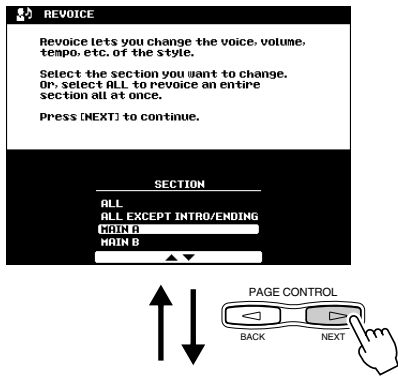 REVOICE
Revoice lets you change the voice, volume,
tempo, etc. of the style.
Select the section you want to change.
Or, select ALL to revoice an entire
section all at once.
Press [NEXT] to continue.
SECTION
ALL
ALL EXCEPT INTRO/ENDING
MAIN A
MAIN B
PAGE CONTROL
BACK NEXT